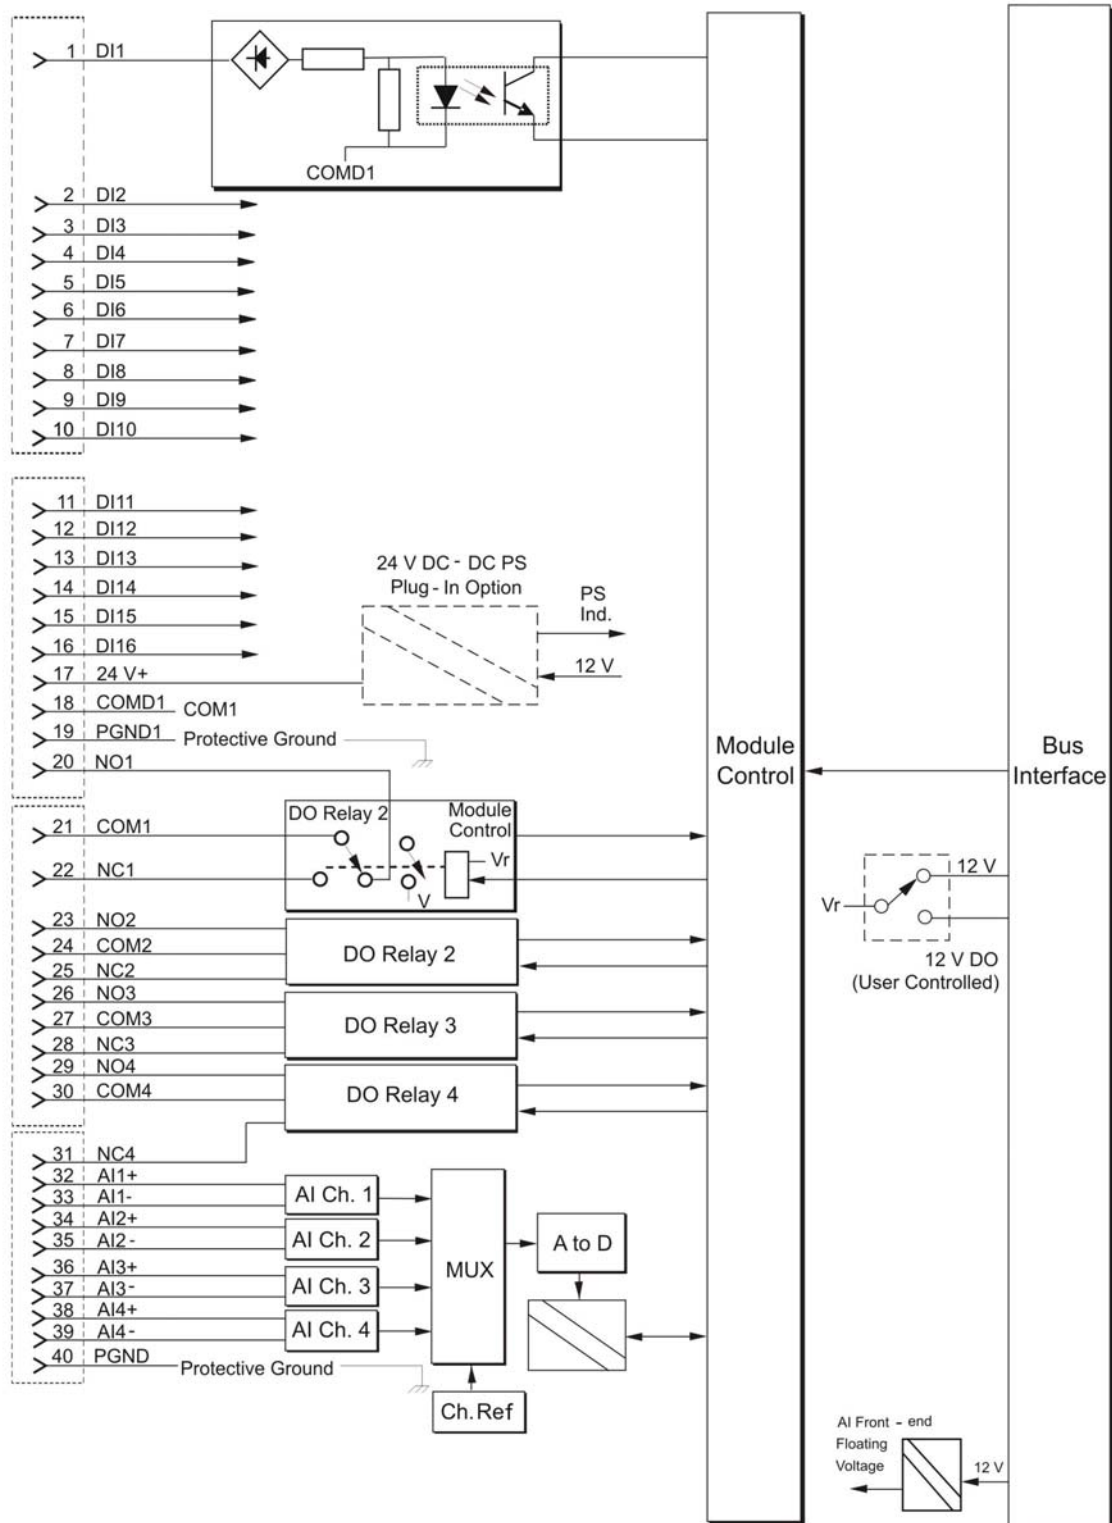 1 DI1
COMD1
2 DI2
3 DI3
4 DI4
5 DI5
6 DI6
7 DI7
8 DI8
9 DI9
10 DI10
11 DI11
12 DI12
13 DI13
14 DI14
15 DI15
16 DI16
17 24 V+
18 COMD1 COM1
19 PGND1 Protective Ground
20 NO1
24 V DC - DC PS
Plug - In Option
PS
Ind.
12 V
Module
Control
Bus
Interface
21 COM1
22 NC1
DO Relay 2
Module
Control
Vr
V
23 NO2
24 COM2
25 NC2
DO Relay 2
26 NO3
27 COM3
28 NC3
DO Relay 3
29 NO4
30 COM4
DO Relay 4
12 V
Vr
12 V DO
(User Controlled)
31 NC4
32 AI1+
33 AI1-
34 AI2+
35 AI2-
36 AI3+
37 AI3-
38 AI4+
39 AI4-
40 PGND Protective Ground
AI Ch. 1
AI Ch. 2
AI Ch. 3
AI Ch. 4
MUX
A to D
Ch. Ref
AI Front - end
Floating
Voltage
12 V